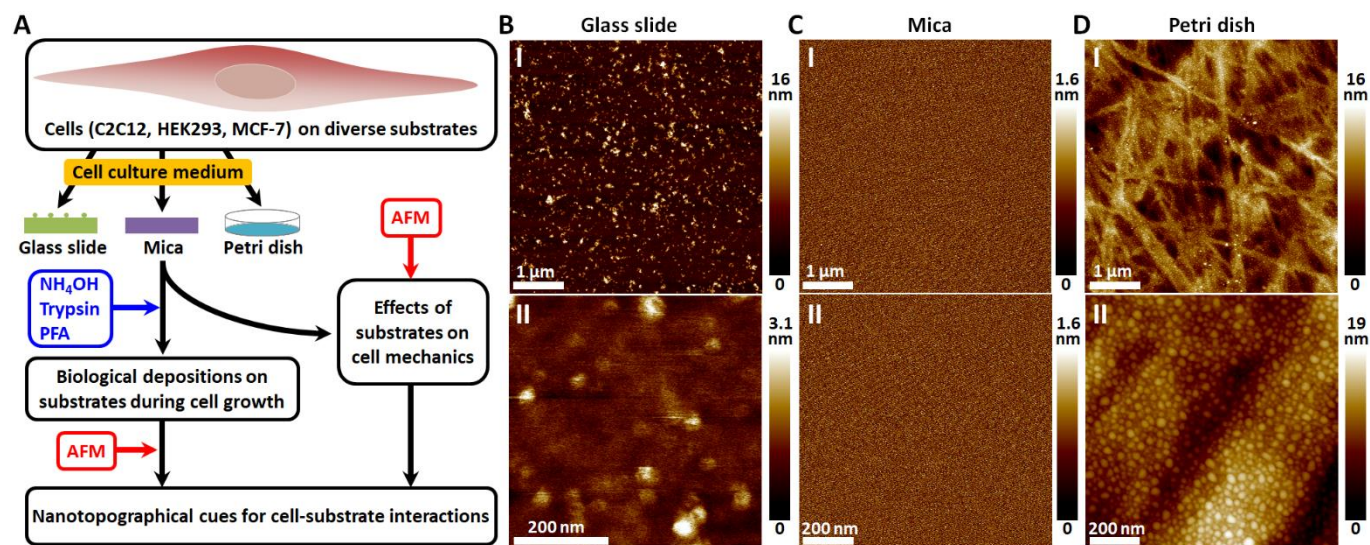 A
Cells (C2C12, HEK293, MCF-7) on diverse substrates
Cell culture medium
Glass slide
Mica
Petri dish
NH₄OH
Trypsin
PFA
AFM
Effects of
substrates on
cell mechanics
Biological depositions on
substrates during cell growth
AFM
Nanotopographical cues for cell-substrate interactions
B
Glass slide
I
1 μm
16
nm
0
II
200 nm
3.1
nm
0
C
Mica
I
1 μm
1.6
nm
0
II
200 nm
1.6
nm
0
D
Petri dish
I
1 μm
16
nm
0
II
200 nm
19
nm
0